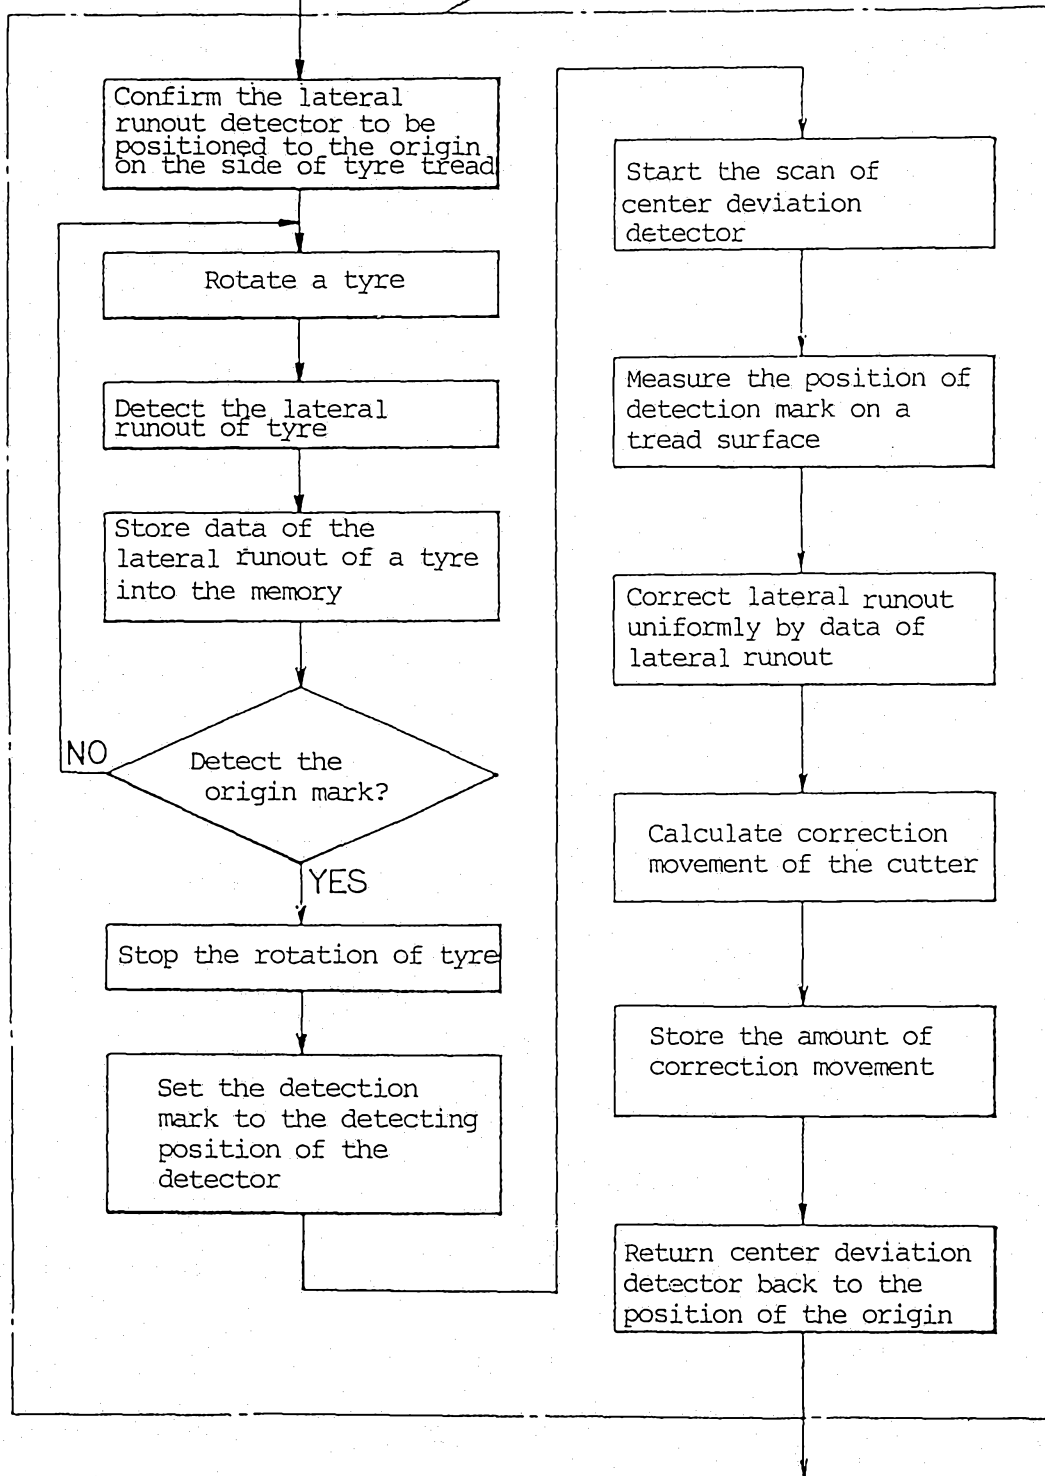 Confirm the lateral
runout detector to be
positioned to the origin
on the side of tyre tread
Rotate a tyre
Detect the lateral
runout of tyre
Store data of the
lateral runout of a tyre
into the memory
NO
Detect the
origin mark?
YES
Stop the rotation of tyre
Set the detection
mark to the detecting
position of the
detector
Start the scan of
center deviation
detector
Measure the position of
detection mark on a
tread surface
Correct lateral runout
uniformly by data of
lateral runout
Calculate correction
movement of the cutter
Store the amount of
correction movement
Return center deviation
detector back to the
position of the origin